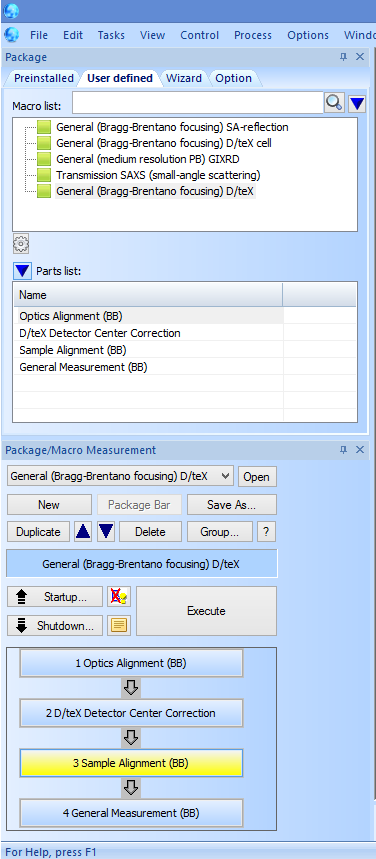 File Edit Tasks View Control Process Options Windo
Package
Preinstalled User defined Wizard Option
Macro list:
General (Bragg-Brentano focusing) SA-reflection
General (Bragg-Brentano focusing) D/teX cell
General (medium resolution PB) GIXRD
Transmission SAXS (small-angle scattering)
General (Bragg-Brentano focusing) D/teX
Parts list:
Name
Optics Alignment (BB)
D/teX Detector Center Correction
Sample Alignment (BB)
General Measurement (BB)
Package/Macro Measurement
General (Bragg-Brentano focusing) D/teX Open
New Package Bar Save As...
Duplicate Delete Group... ?
General (Bragg-Brentano focusing) D/teX
Startup...
Execute
Shutdown...
1 Optics Alignment (BB)
2 D/teX Detector Center Correction
3 Sample Alignment (BB)
4 General Measurement (BB)
For Help, press F1